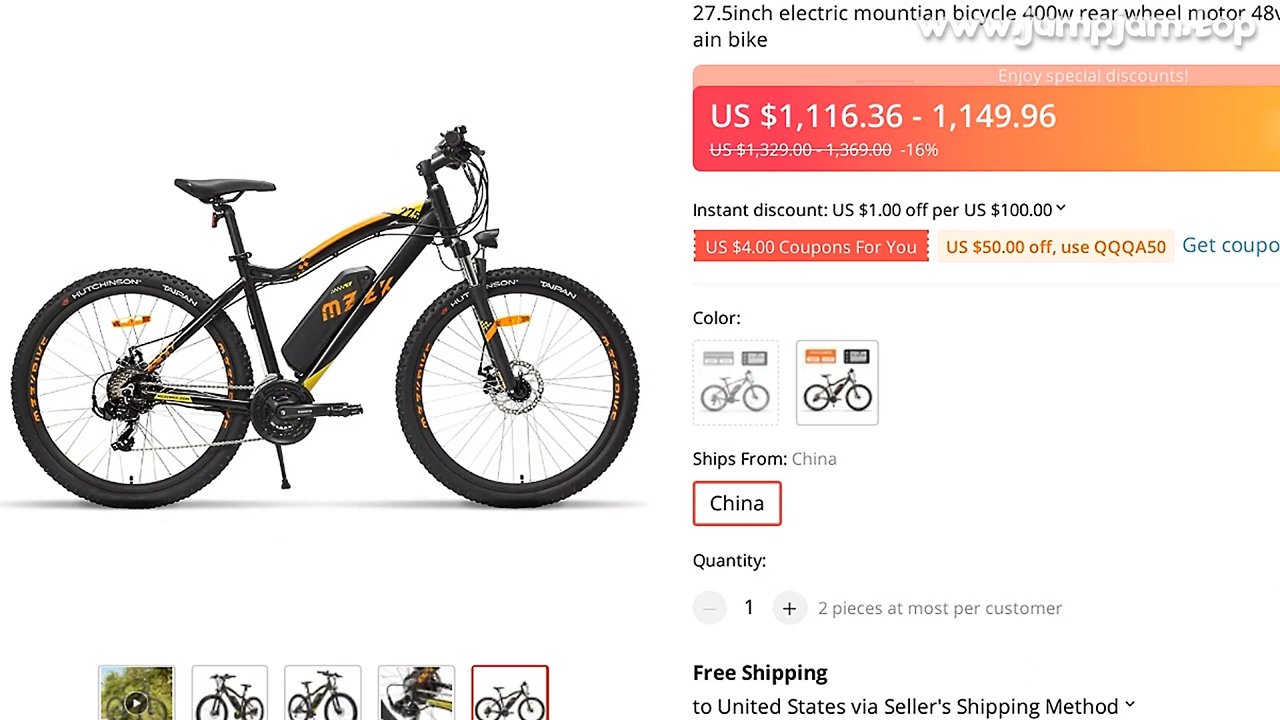 27.5inch electric mountian bicycle 400w rear wheel motor 48v
ain bike
www.jumpjam.top
Enjoy special discounts!
US $1,116.36 - 1,149.96
US $1,329.00 - 1,369.00 -16%
Instant discount: US $1.00 off per US $100.00
US $4.00 Coupons For You
US $50.00 off, use QQQA50
Get coupo
Color:
Ships From: China
China
Quantity:
1
2 pieces at most per customer
Free Shipping
to United States via Seller's Shipping Method
HUTCHINSON
TAIPAN
TAIPAN